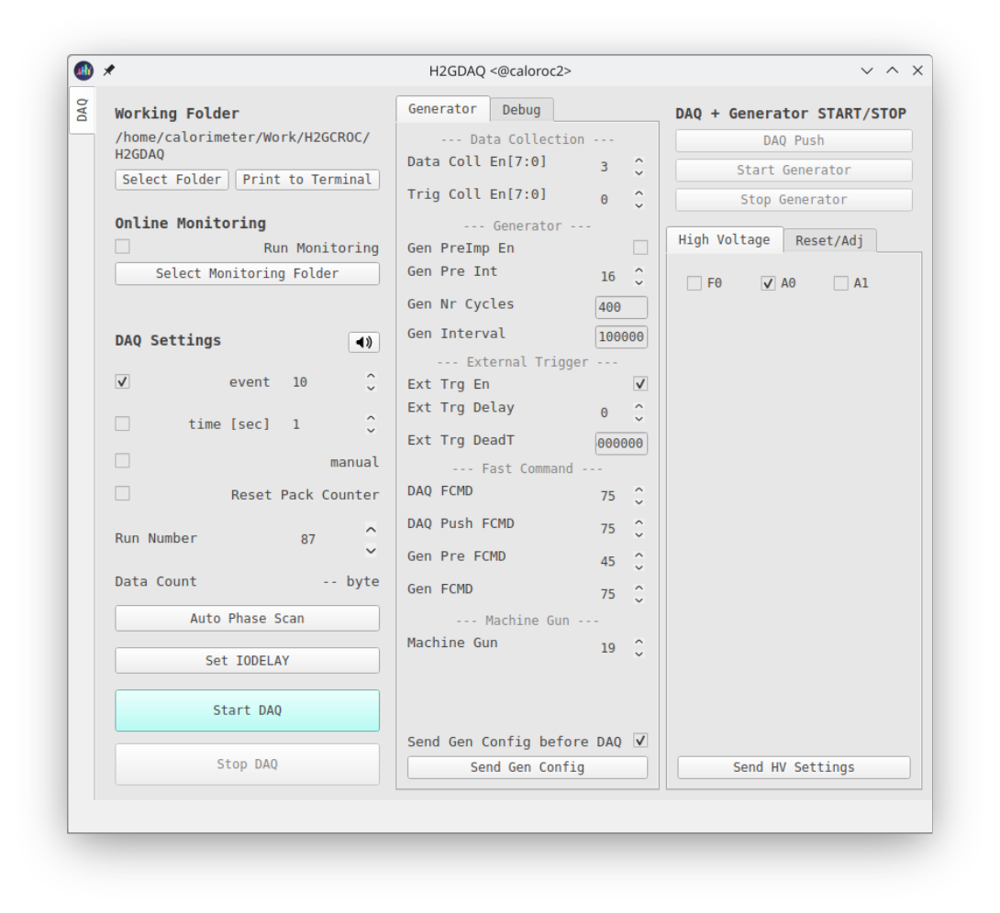 H2GDAQ <@caloroc2>
DAQ
Working Folder
/home/calorimeter/Work/H2GCROC/
H2GDAQ
Select Folder Print to Terminal
Online Monitoring
Run Monitoring
Select Monitoring Folder
DAQ Settings
event 10
time [sec] 1
manual
Reset Pack Counter
Run Number 87
Data Count -- byte
Auto Phase Scan
Set IODELAY
Start DAQ
Stop DAQ
Generator Debug
--- Data Collection ---
Data Coll En[7:0] 3
Trig Coll En[7:0] 0
--- Generator ---
Gen PreImp En
Gen Pre Int 16
Gen Nr Cycles 400
Gen Interval 100000
--- External Trigger ---
Ext Trg En
Ext Trg Delay 0
Ext Trg DeadT 000000
--- Fast Command ---
DAQ FCMD 75
DAQ Push FCMD 75
Gen Pre FCMD 45
Gen FCMD 75
--- Machine Gun ---
Machine Gun 19
Send Gen Config before DAQ
Send Gen Config
DAQ + Generator START/STOP
DAQ Push
Start Generator
Stop Generator
High Voltage Reset/Adj
F0 A0 A1
Send HV Settings